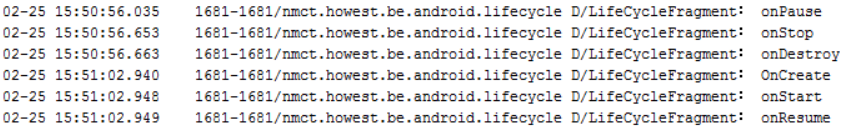 02-25 15:50:56.035 1681-1681/nmct.howest.be.android.lifecycle D/LifeCycleFragment: onPause
02-25 15:50:56.653 1681-1681/nmct.howest.be.android.lifecycle D/LifeCycleFragment: onStop
02-25 15:50:56.663 1681-1681/nmct.howest.be.android.lifecycle D/LifeCycleFragment: onDestroy
02-25 15:51:02.940 1681-1681/nmct.howest.be.android.lifecycle D/LifeCycleFragment: OnCreate
02-25 15:51:02.948 1681-1681/nmct.howest.be.android.lifecycle D/LifeCycleFragment: onStart
02-25 15:51:02.949 1681-1681/nmct.howest.be.android.lifecycle D/LifeCycleFragment: onResume